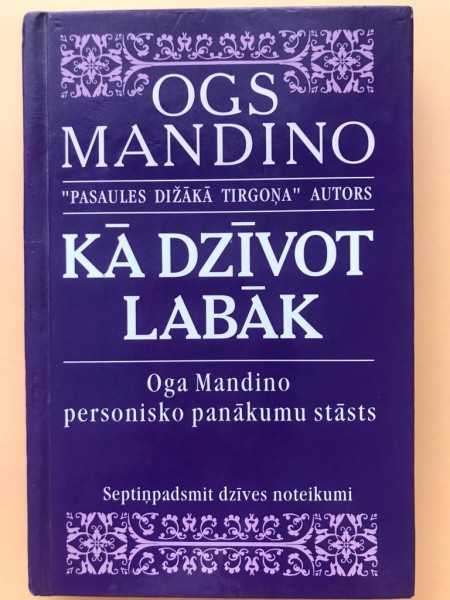 OGS
MANDINO
"PASAULES DIŽĀKĀ TIRGOŅA" AUTORS
KĀ DZĪVOT
LABĀK
Oga Mandino
personisko panākumu stāsts
Septiņpadsmit dzīves noteikumi